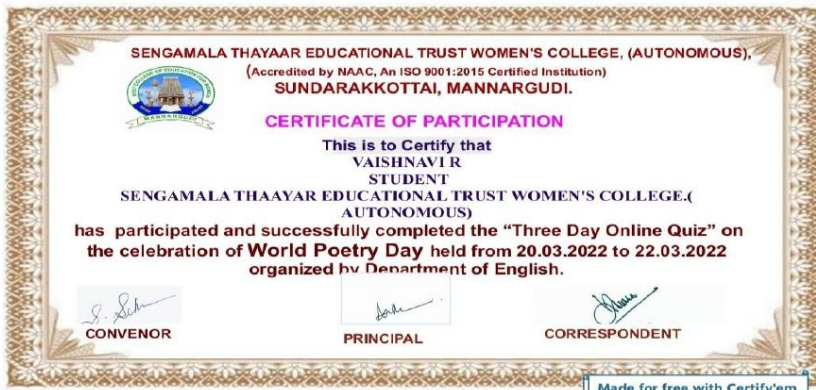 SENGAMALA THAYAAR EDUCATIONAL TRUST WOMEN'S COLLEGE, (AUTONOMOUS),
(Accredited by NAAC, An ISO 9001:2015 Certified Institution)
SUNDARAKKOTTAI, MANNARGUDI.
MANNARGUDI
CERTIFICATE OF PARTICIPATION
This is to Certify that
VAISHNAVI R
STUDENT
SENGAMALA THAAYAR EDUCATIONAL TRUST WOMEN'S COLLEGE.(
AUTONOMOUS)
has participated and successfully completed the “Three Day Online Quiz” on
the celebration of World Poetry Day held from 20.03.2022 to 22.03.2022
organized by Department of English.
CONVENOR
PRINCIPAL
CORRESPONDENT
Made for free with Certify'em